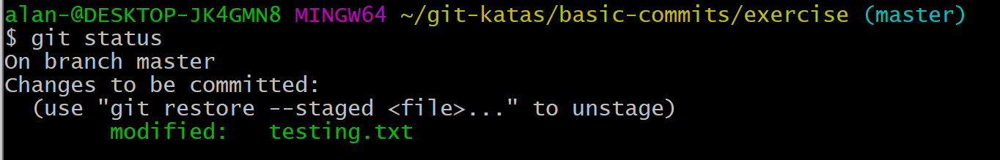 alan-@DESKTOP-JK4GMN8 MINGW64 ~/git-katas/basic-commits/exercise (master)
$ git status
On branch master
Changes to be committed:
  (use "git restore --staged <file>..." to unstage)
        modified:   testing.txt